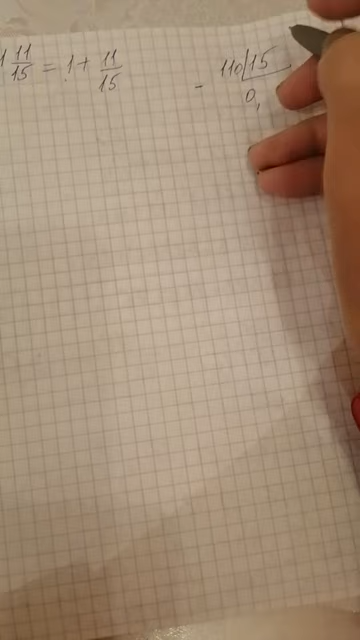 1 11/15 = 1 + 11/15
- 110 | 15
0,